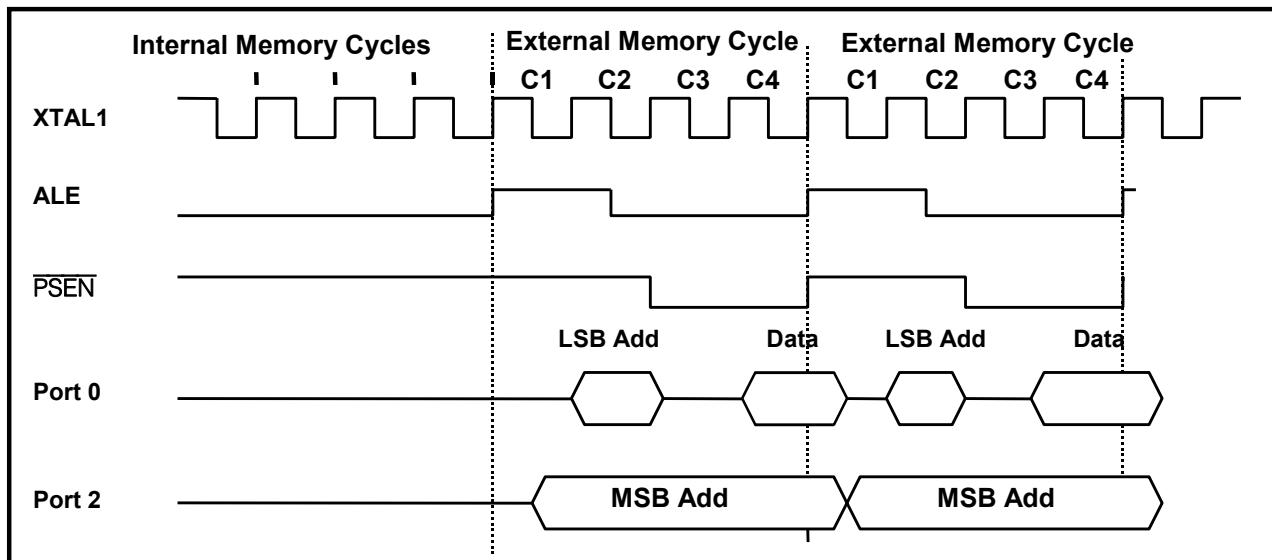 Internal Memory Cycles
External Memory Cycle
External Memory Cycle
C1 C2 C3 C4 C1 C2 C3 C4
XTAL1
ALE
PSEN
LSB Add Data LSB Add Data
Port 0
Port 2
MSB Add MSB Add